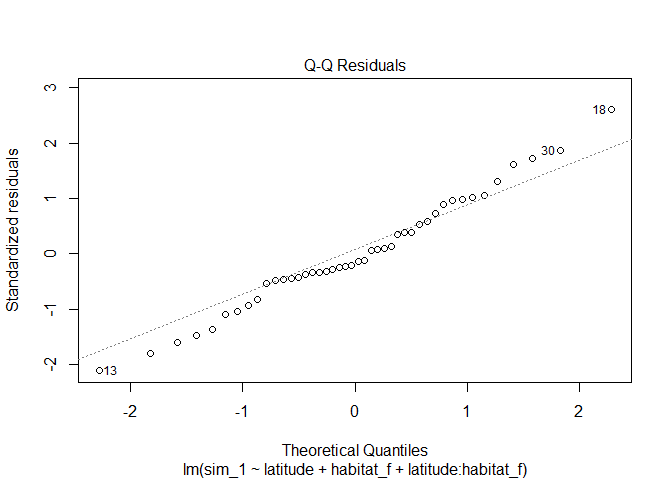 Q-Q Residuals
Standardized residuals
3
2
1
0
-1
-2
18
30
13
-2 -1 0 1 2
Theoretical Quantiles
lm(sim_1 ~ latitude + habitat_f + latitude:habitat_f)